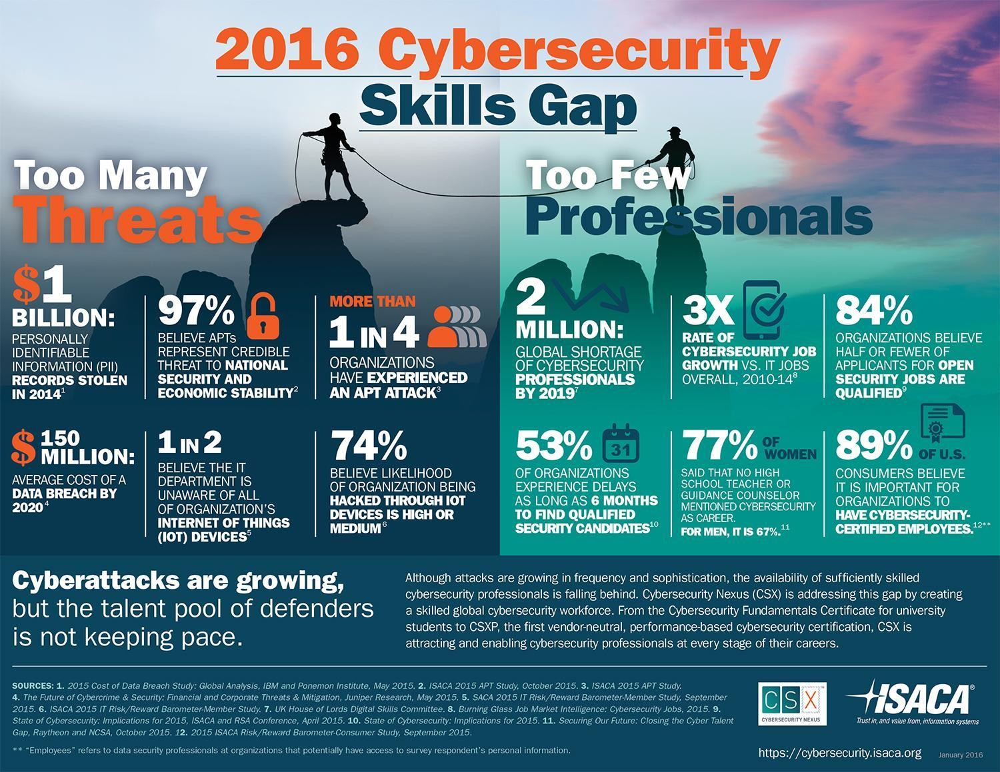 2016 Cybersecurity
Skills Gap
Too Many
Threats
$1
BILLION:
PERSONALLY
IDENTIFIABLE
INFORMATION (PII)
RECORDS STOLEN
IN 2014¹
97%
BELIEVE APTs
REPRESENT CREDIBLE
THREAT TO NATIONAL
SECURITY AND
ECONOMIC STABILITY²
MORE THAN
1 IN 4
ORGANIZATIONS
HAVE EXPERIENCED
AN APT ATTACK³
$ 150
MILLION:
AVERAGE COST OF A
DATA BREACH BY
2020⁴
1 IN 2
BELIEVE THE IT
DEPARTMENT IS
UNAWARE OF ALL
OF ORGANIZATION'S
INTERNET OF THINGS
(IOT) DEVICES⁵
74%
BELIEVE LIKELIHOOD
OF ORGANIZATION BEING
HACKED THROUGH IOT
DEVICES IS HIGH OR
MEDIUM⁶
Too Few
Professionals
2
MILLION:
GLOBAL SHORTAGE
OF CYBERSECURITY
PROFESSIONALS
BY 2019⁷
3X
RATE OF
CYBERSECURITY JOB
GROWTH VS. IT JOBS
OVERALL, 2010-14⁸
84%
ORGANIZATIONS BELIEVE
HALF OR FEWER OF
APPLICANTS FOR OPEN
SECURITY JOBS ARE
QUALIFIED⁹
53%
31
OF ORGANIZATIONS
EXPERIENCE DELAYS
AS LONG AS 6 MONTHS
TO FIND QUALIFIED
SECURITY CANDIDATES¹⁰
77% OF
WOMEN
SAID THAT NO HIGH
SCHOOL TEACHER OR
GUIDANCE COUNSELOR
MENTIONED CYBERSECURITY
AS CAREER.
FOR MEN, IT IS 67%.¹¹
89% OF U.S.
CONSUMERS BELIEVE
IT IS IMPORTANT FOR
ORGANIZATIONS TO
HAVE CYBERSECURITY-
CERTIFIED EMPLOYEES.¹²**
Cyberattacks are growing,
but the talent pool of defenders
is not keeping pace.
Although attacks are growing in frequency and sophistication, the availability of sufficiently skilled
cybersecurity professionals is falling behind. Cybersecurity Nexus (CSX) is addressing this gap by creating
a skilled global cybersecurity workforce. From the Cybersecurity Fundamentals Certificate for university
students to CSXP, the first vendor-neutral, performance-based cybersecurity certification, CSX is
attracting and enabling cybersecurity professionals at every stage of their careers.
SOURCES: 1. 2015 Cost of Data Breach Study: Global Analysis, IBM and Ponemon Institute, May 2015. 2. ISACA 2015 APT Study, October 2015. 3. ISACA 2015 APT Study.
4. The Future of Cybercrime & Security: Financial and Corporate Threats & Mitigation, Juniper Research, May 2015. 5. SACA 2015 IT Risk/Reward Barometer-Member Study, September
2015. 6. ISACA 2015 IT Risk/Reward Barometer-Member Study. 7. UK House of Lords Digital Skills Committee. 8. Burning Glass Job Market Intelligence: Cybersecurity Jobs, 2015. 9.
State of Cybersecurity: Implications for 2015, ISACA and RSA Conference, April 2015. 10. State of Cybersecurity: Implications for 2015. 11. Securing Our Future: Closing the Cyber Talent
Gap, Raytheon and NCSA, October 2015. 12. 2015 ISACA Risk/Reward Barometer-Consumer Study, September 2015.
** "Employees" refers to data security professionals at organizations that potentially have access to survey respondent's personal information.
CSX™
CYBERSECURITY NEXUS
ISACA®
Trust in, and value from, information systems
https://cybersecurity.isaca.org
January 2016